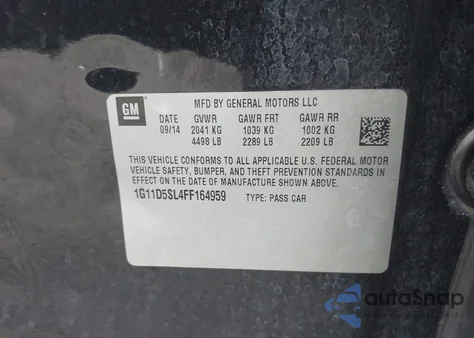 GM
MFD BY GENERAL MOTORS LLC
DATE GVWR GAWR FRT GAWR RR
09/14 2041 KG 1039 KG 1002 KG
4498 LB 2289 LB 2209 LB
THIS VEHICLE CONFORMS TO ALL APPLICABLE U.S. FEDERAL MOTOR
VEHICLE SAFETY, BUMPER, AND THEFT PREVENTION STANDARDS IN
EFFECT ON THE DATE OF MANUFACTURE SHOWN ABOVE.
1G11D5SL4FF164959 TYPE: PASS CAR
autoSnap